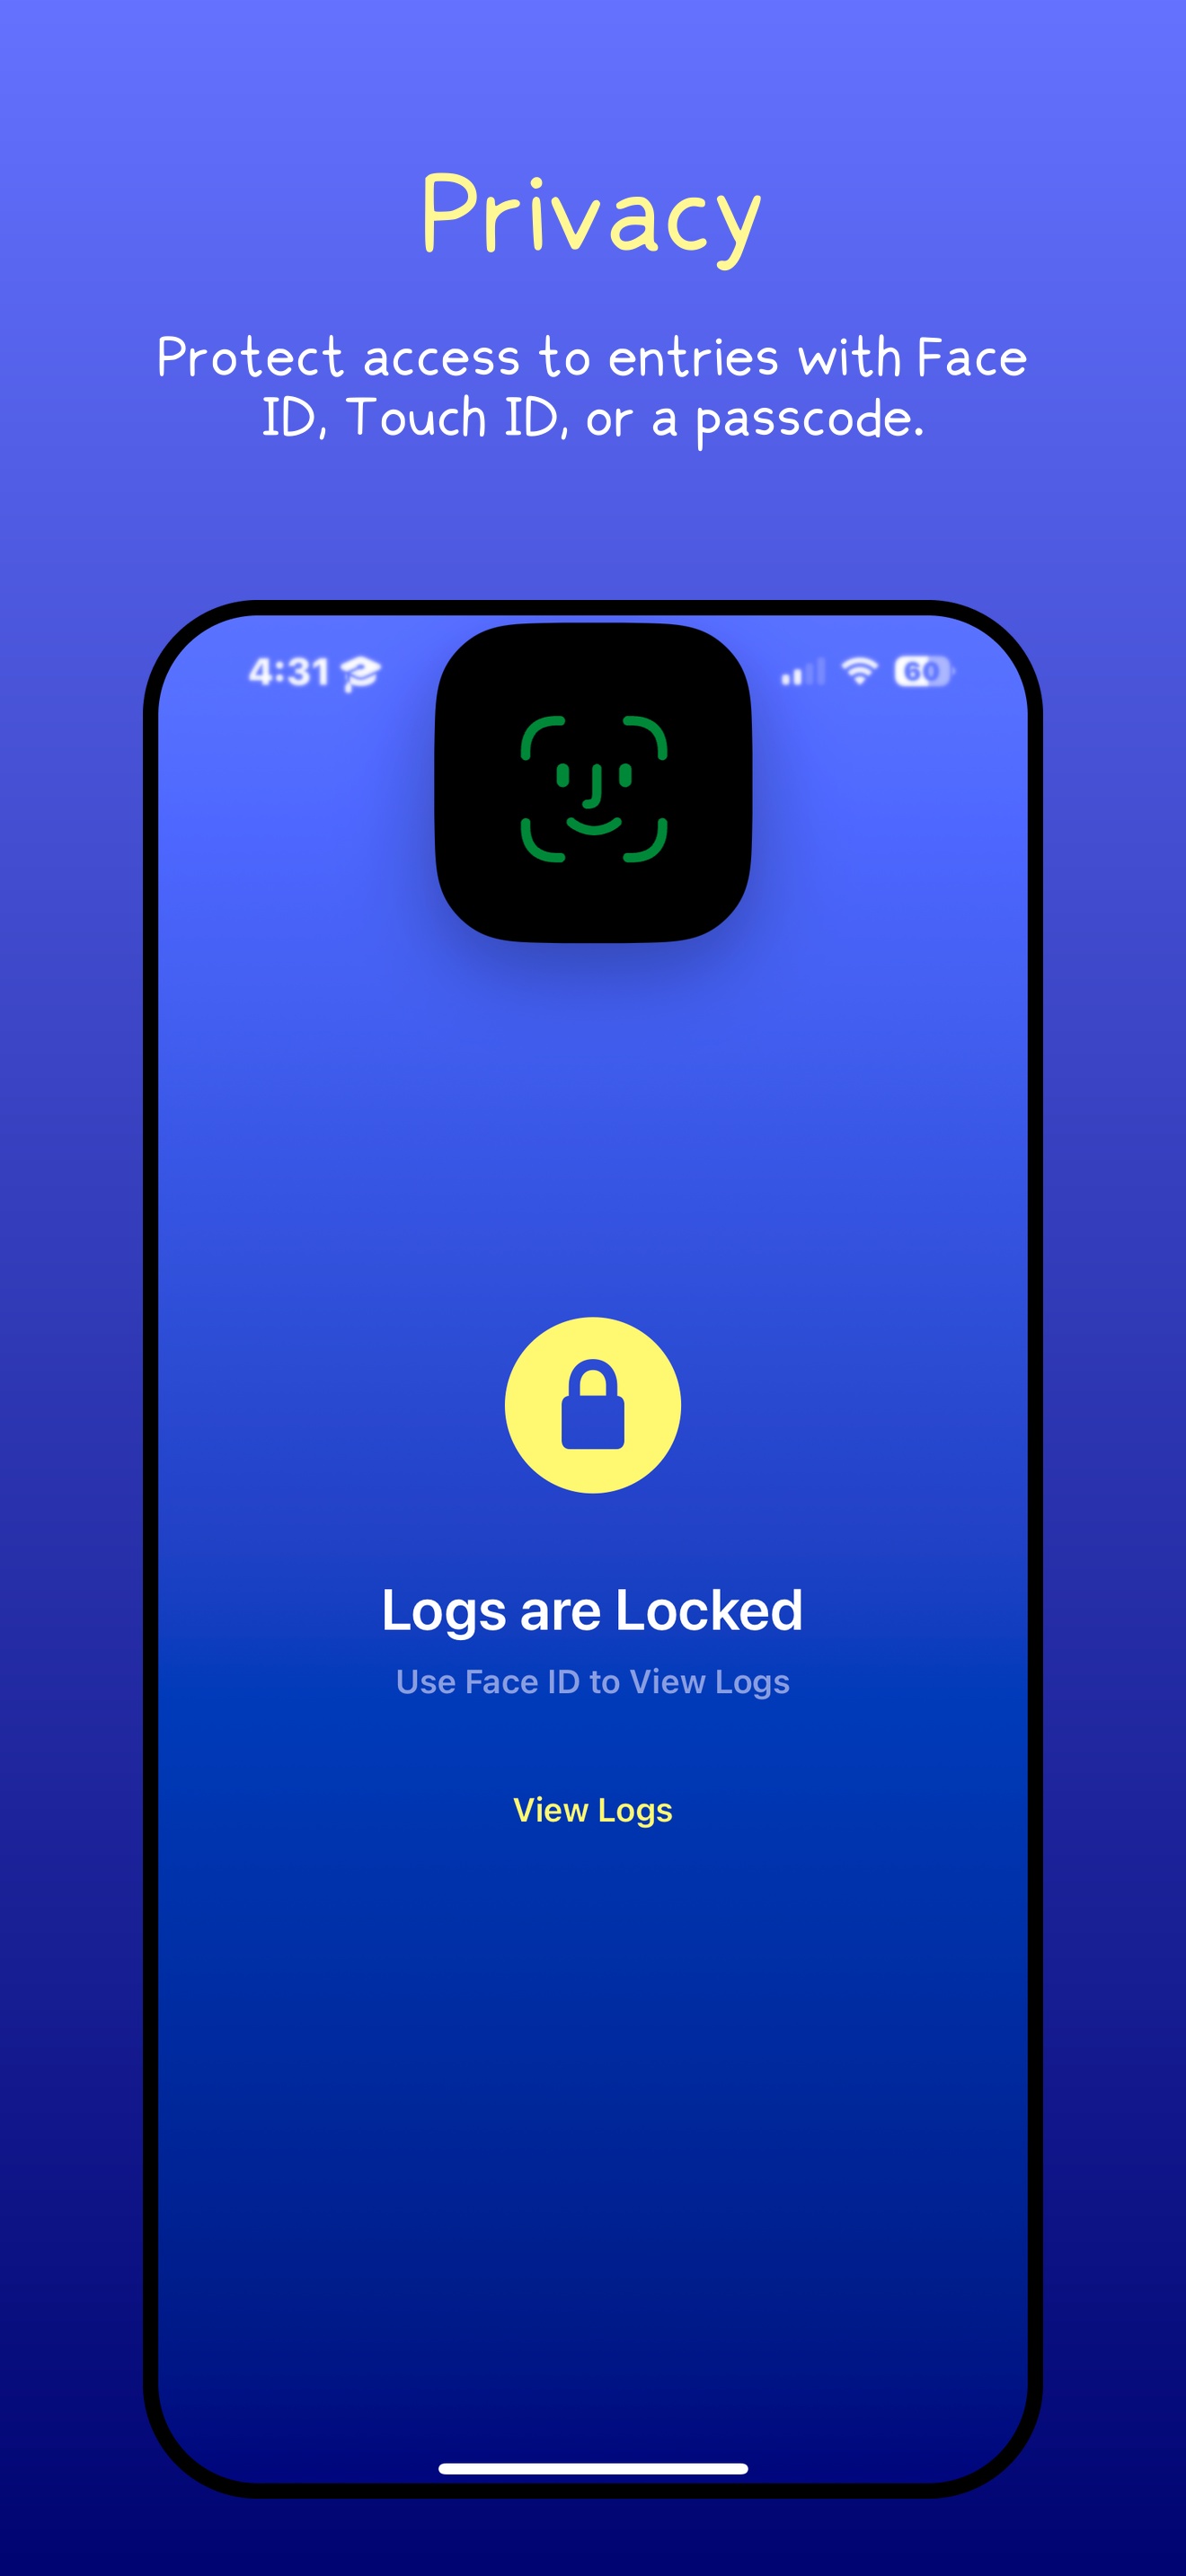 Privacy
Protect access to entries with Face
ID, Touch ID, or a passcode.
4:31
60
Logs are Locked
Use Face ID to View Logs
View Logs